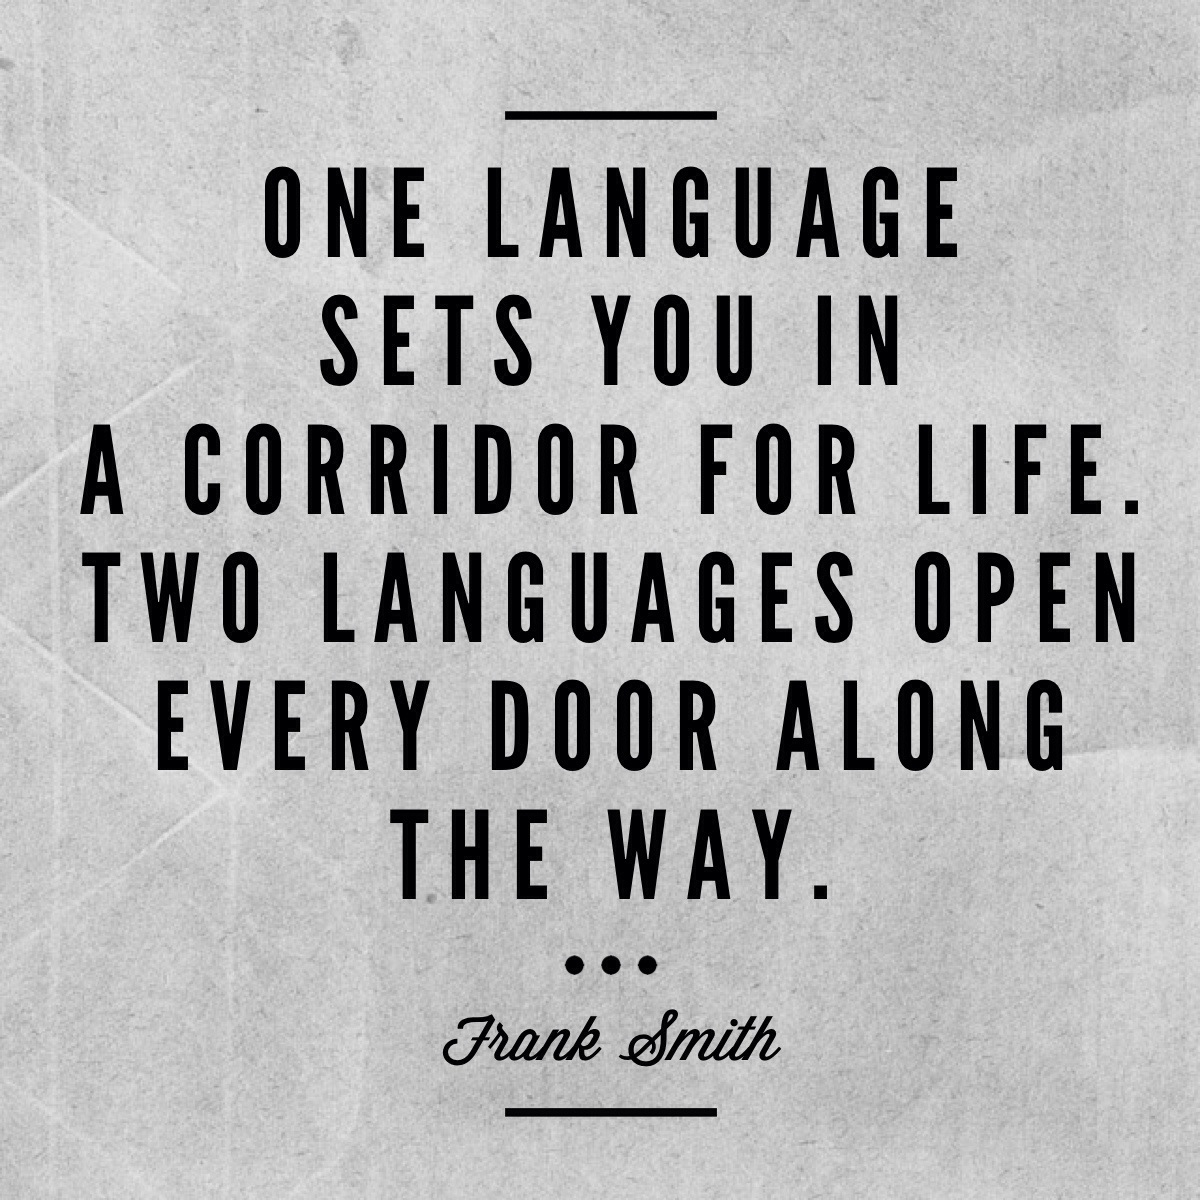 ONE LANGUAGE
SETS YOU IN
A CORRIDOR FOR LIFE.
TWO LANGUAGES OPEN
EVERY DOOR ALONG
THE WAY.
Frank Smith